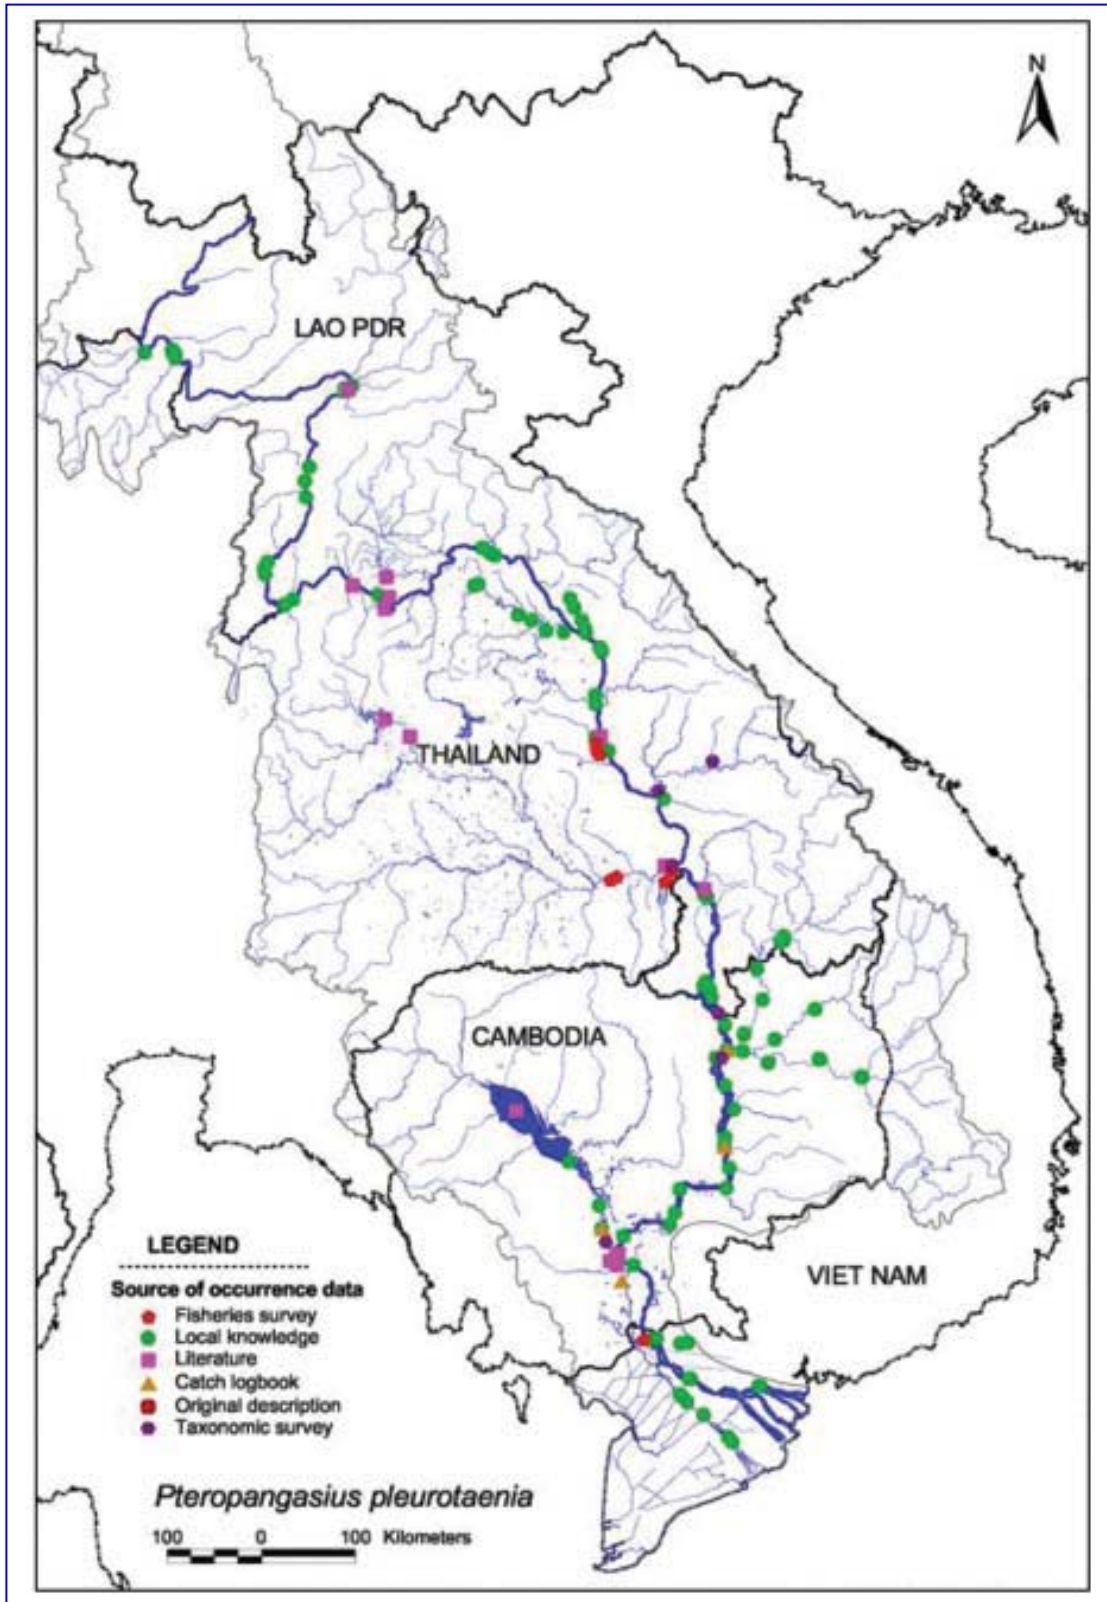 N
LAO PDR
THAILAND
CAMBODIA
VIET NAM
LEGEND
Source of occurrence data
Fisheries survey
Local knowledge
Literature
Catch logbook
Original description
Taxonomic survey
Pteropangasius pleurotaenia
100 0 100 Kilometers